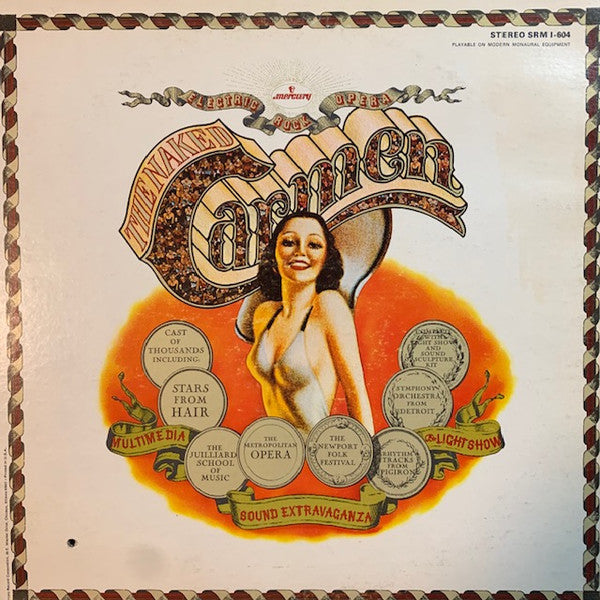 STEREO SRM 1-604
PLAYABLE ON MODERN MONAURAL EQUIPMENT
mercury
ELECTRIC ROCK OPERA
THE NAKED
Carmen
CAST
OF
THOUSANDS
INCLUDING:
STARS
FROM
HAIR
THE
JUILLIARD
SCHOOL
OF
MUSIC
THE
METROPOLITAN
OPERA
THE
NEWPORT
FOLK
FESTIVAL
RHYTHM
TRACKS
FROM
PIGIRON
SYMPHONY
ORCHESTRA
FROM
DETROIT
COMPLETE
LIGHT SHOW
AND
SOUND
SCULPTURE
KIT
MULTIMEDIA
& LIGHTSHOW
SOUND EXTRAVAGANZA